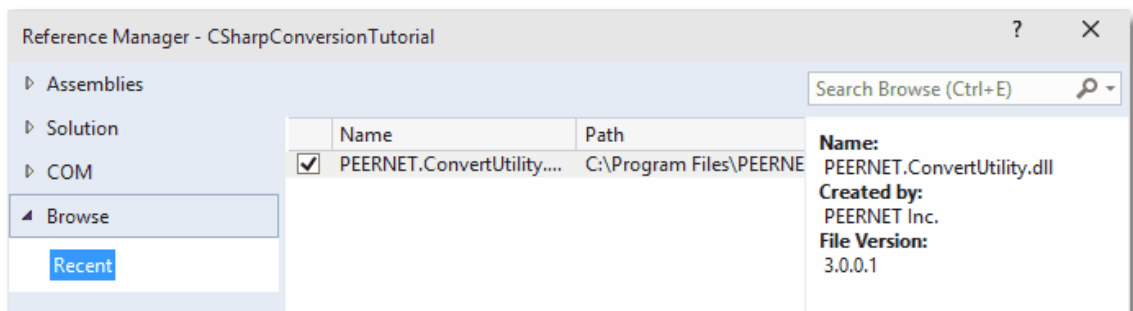 Reference Manager - CSharpConversionTutorial
?
Assemblies
Solution
COM
Browse
Recent
Name Path
PEERNET.ConvertUtility.... C:\Program Files\PEERNE
Search Browse (Ctrl+E)
Name:
PEERNET.ConvertUtility.dll
Created by:
PEERNET Inc.
File Version:
3.0.0.1